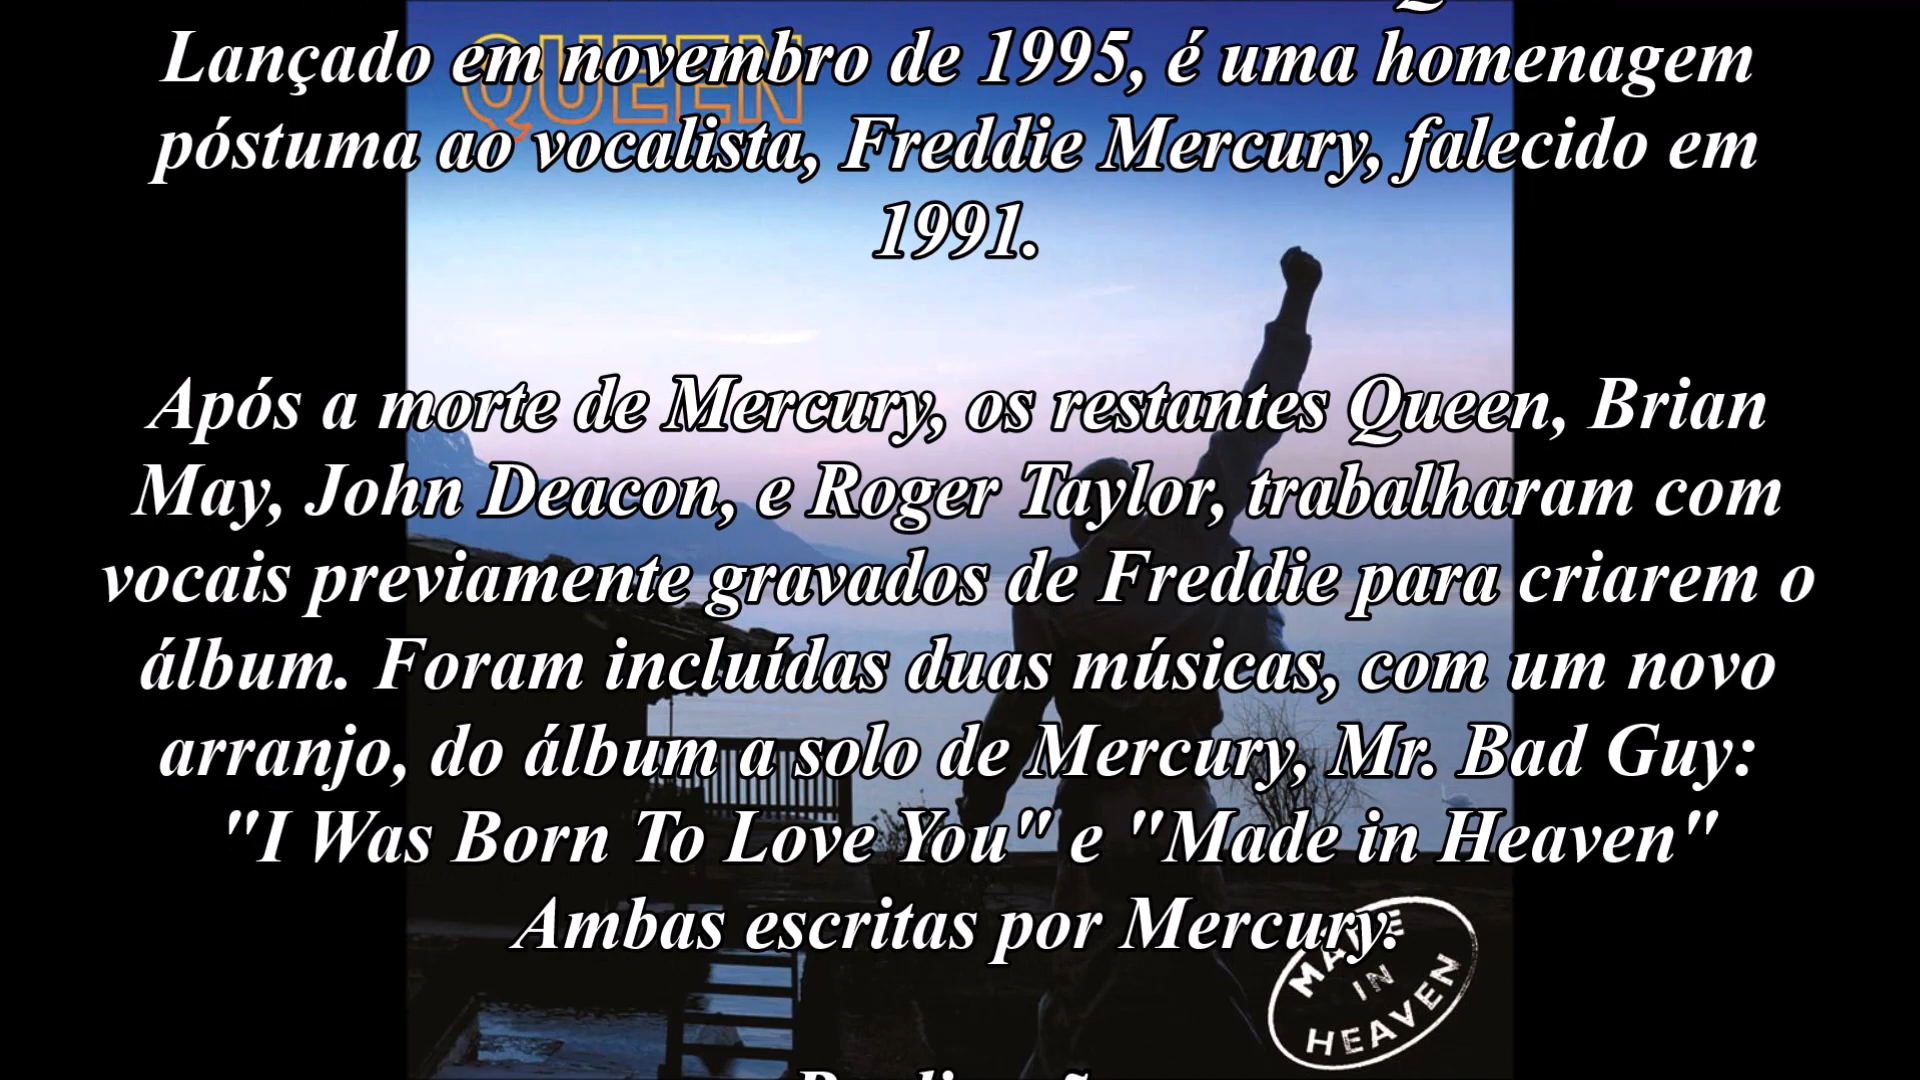 QUEEN
Lançado em novembro de 1995, é uma homenagem
póstuma ao vocalista, Freddie Mercury, falecido em
1991.
Após a morte de Mercury, os restantes Queen, Brian
May, John Deacon, e Roger Taylor, trabalharam com
vocais previamente gravados de Freddie para criarem o
álbum. Foram incluídas duas músicas, com um novo
arranjo, do álbum a solo de Mercury, Mr. Bad Guy:
"I Was Born To Love You" e "Made in Heaven"
Ambas escritas por Mercury.
MADE
IN
HEAVEN